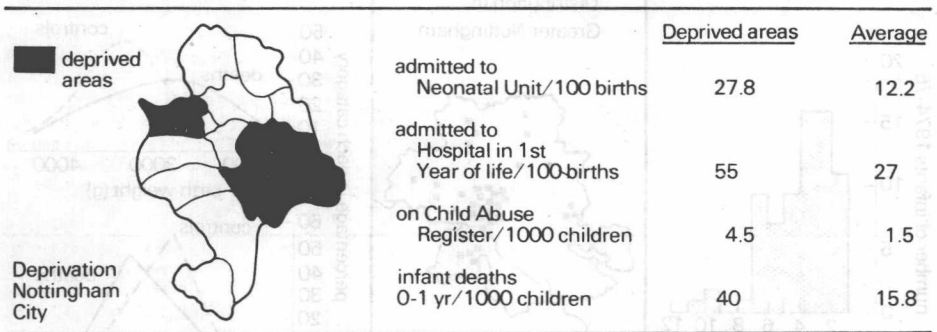 deprived
areas
Deprivation
Nottingham
City
Deprived areas Average
admitted to
Neonatal Unit/100 births 27.8 12.2
admitted to
Hospital in 1st
Year of life/100-births 55 27
on Child Abuse
Register/1000 children 4.5 1.5
infant deaths
0-1 yr/1000 children 40 15.8